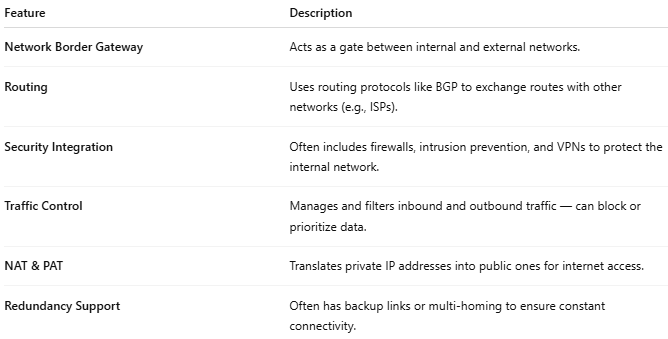 Feature Description
Network Border Gateway Acts as a gate between internal and external networks.
Routing Uses routing protocols like BGP to exchange routes with other
networks (e.g., ISPs).
Security Integration Often includes firewalls, intrusion prevention, and VPNs to protect the
internal network.
Traffic Control Manages and filters inbound and outbound traffic — can block or
prioritize data.
NAT & PAT Translates private IP addresses into public ones for internet access.
Redundancy Support Often has backup links or multi-homing to ensure constant
connectivity.